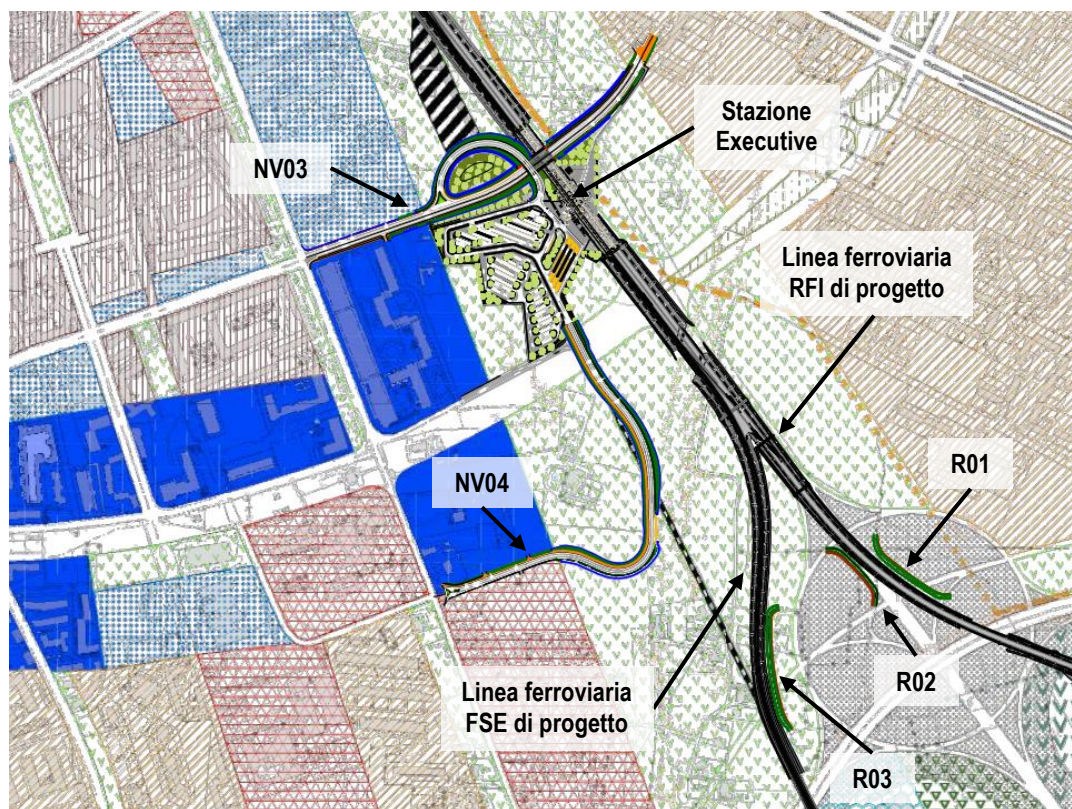 Stazione
Executive
NV03
Linea ferroviaria
RFI di progetto
R01
NV04
R02
Linea ferroviaria
FSE di progetto
R03